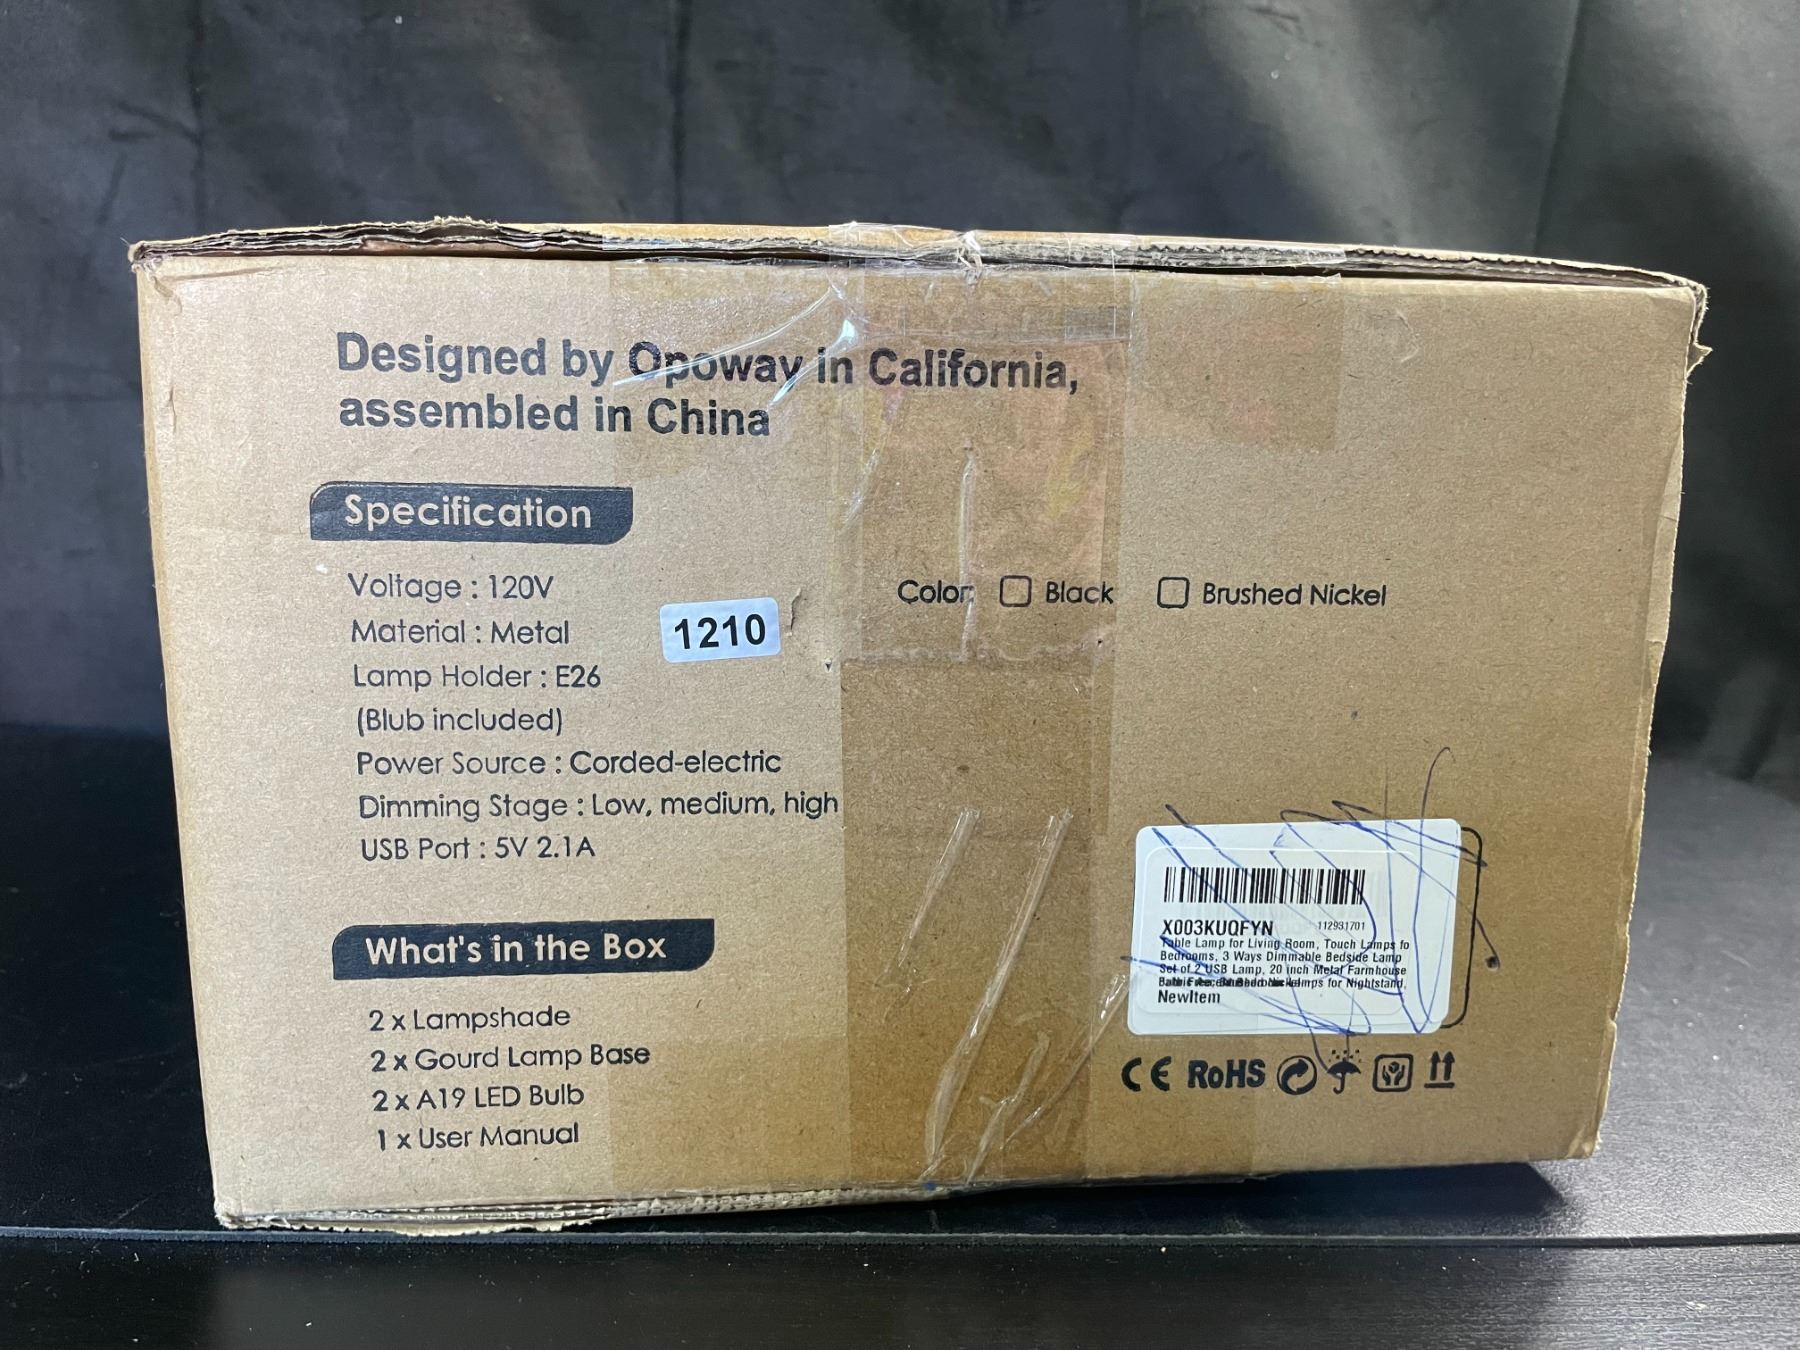 Designed by Opoway in California,
assembled in China
Specification
Voltage : 120V
Material : Metal
Lamp Holder : E26
(Blub included)
Power Source : Corded-electric
Dimming Stage : Low, medium, high
USB Port : 5V 2.1A
1210
Color: Black Brushed Nickel
What's in the Box
2 x Lampshade
2 x Gourd Lamp Base
2 x A19 LED Bulb
1 x User Manual
X003KUQFYN 112931701
Table Lamp for Living Room, Touch Lamps fo
Bedrooms, 3 Ways Dimmable Bedside Lamp
Set of 2 USB Lamp, 20 inch Metal Farmhouse
Lamps for Nightstand,
NewItem
CE RoHS